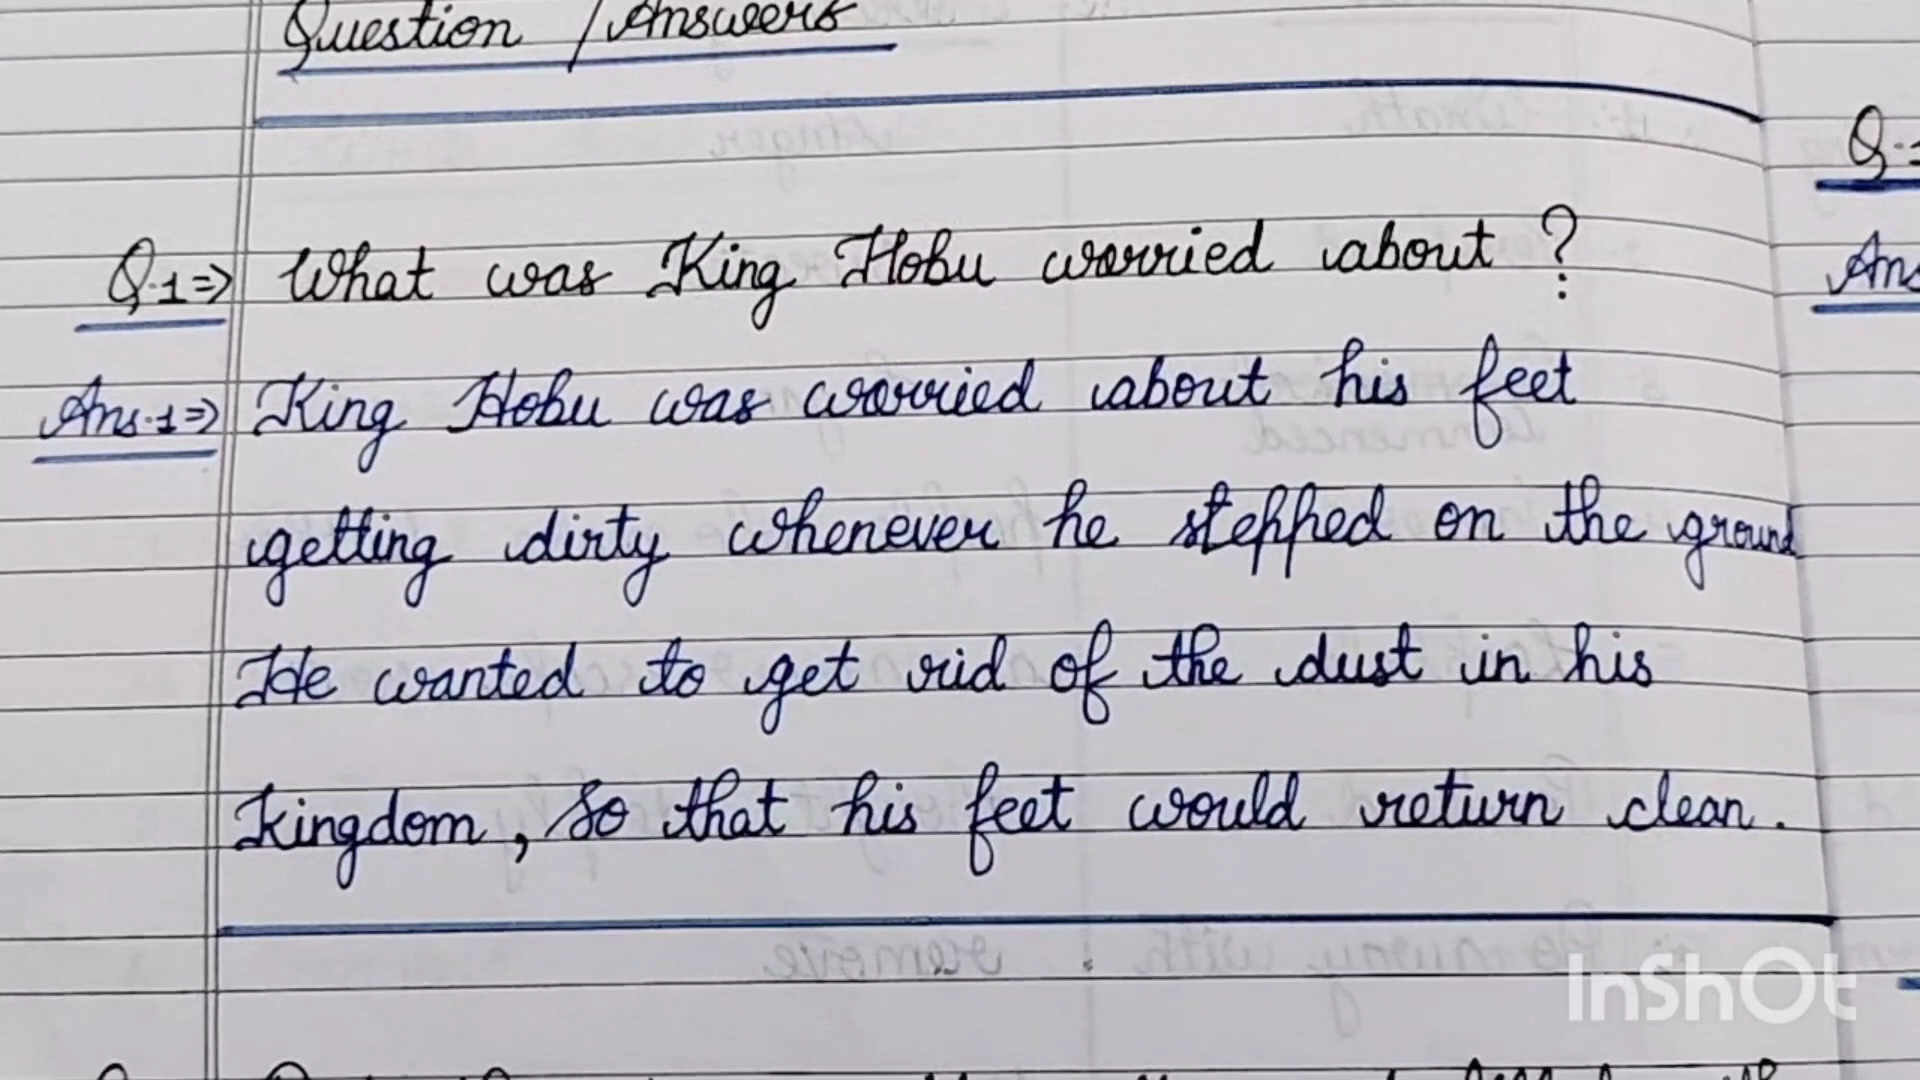 Question / Answers
Q.1⇒ What was King Hobu worried about ?
Ans.1⇒ King Hobu was worried about his feet
getting dirty whenever he stepped on the ground
He wanted to get rid of the dust in his
kingdom, so that his feet would return clean.
Q.
Ans
InShOt